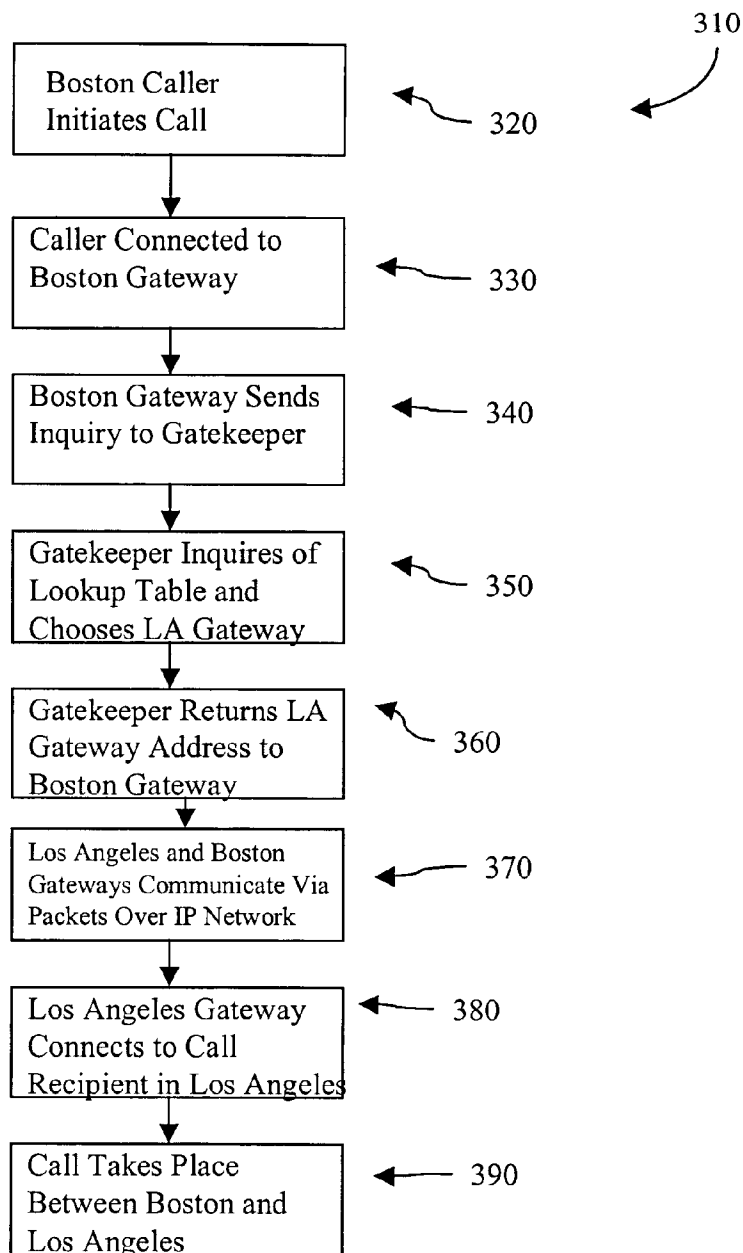 310
Boston Caller
Initiates Call
320
Caller Connected to
Boston Gateway
330
Boston Gateway Sends
Inquiry to Gatekeeper
340
Gatekeeper Inquires of
Lookup Table and
Chooses LA Gateway
350
Gatekeeper Returns LA
Gateway Address to
Boston Gateway
360
Los Angeles and Boston
Gateways Communicate Via
Packets Over IP Network
370
Los Angeles Gateway
Connects to Call
Recipient in Los Angeles
380
Call Takes Place
Between Boston and
Los Angeles
390